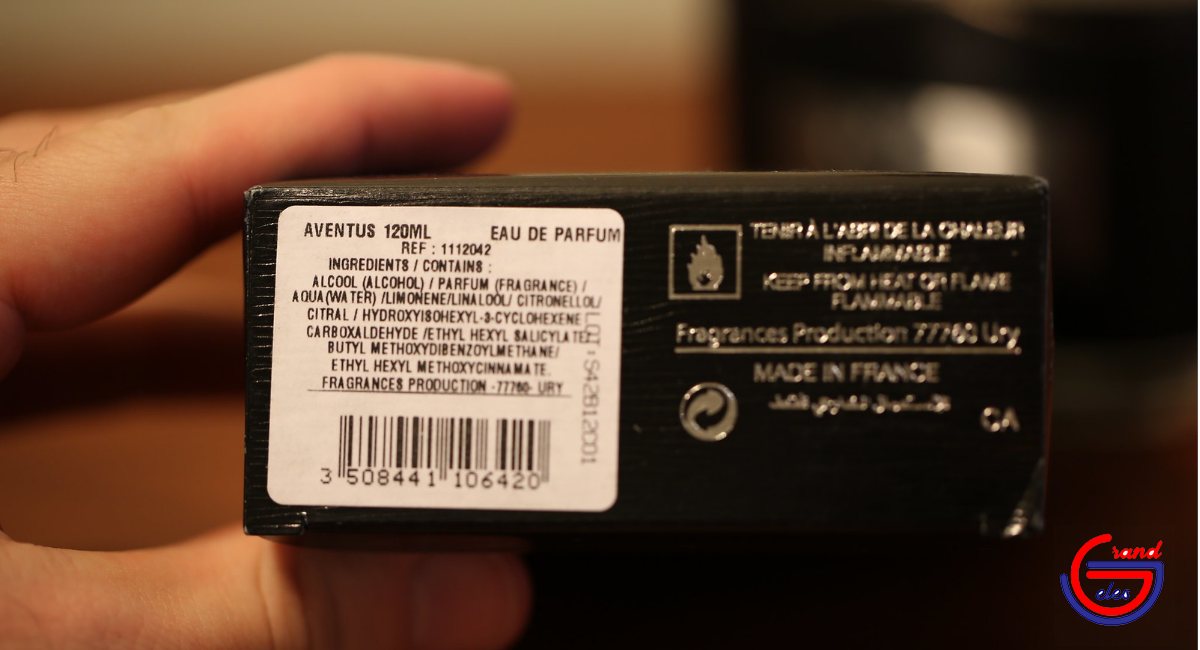 AVENTUS 120ML EAU DE PARFUM
REF : 1112042
INGREDIENTS / CONTAINS :
ALCOOL (ALCOHOL) / PARFUM (FRAGRANCE) /
AQUA(WATER) /LIMONENE/LINALOOL/ CITRONELLOL/
CITRAL / HYDROXYISOHEXYL-3-CYCLOHEXENE
CARBOXALDEHYDE /ETHYL HEXYL SALICYLATE/
BUTYL METHOXYDIBENZOYLMETHANE/
ETHYL HEXYL METHOXYCINNAMATE.
FRAGRANCES PRODUCTION -77760- URY
LOT : S42B12C01
3 508441 106420
TENIR À L'ABRI DE LA CHALEUR
INFLAMMABLE
KEEP FROM HEAT OR FLAME
FLAMMABLE
Fragrances Production 77760 Ury
MADE IN FRANCE
CA
Grand
eles